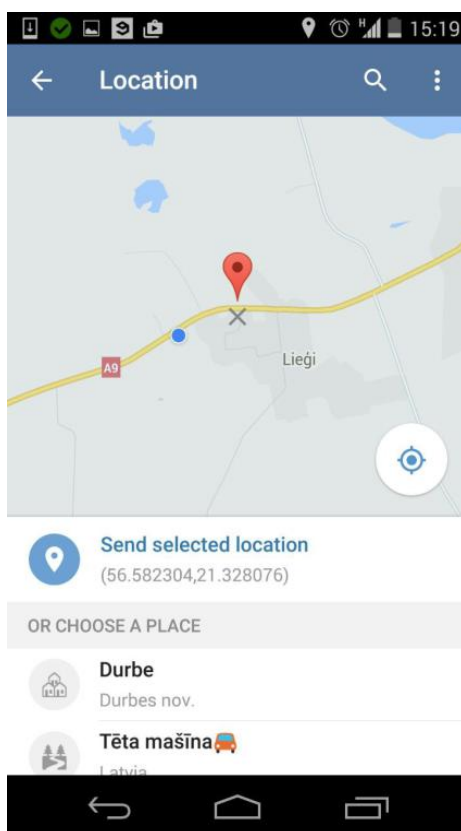 H 15:19
Location
A9
Lieģi
Send selected location
(56.582304,21.328076)
OR CHOOSE A PLACE
Durbe
Durbes nov.
Tēta mašīna🚘
Latvia